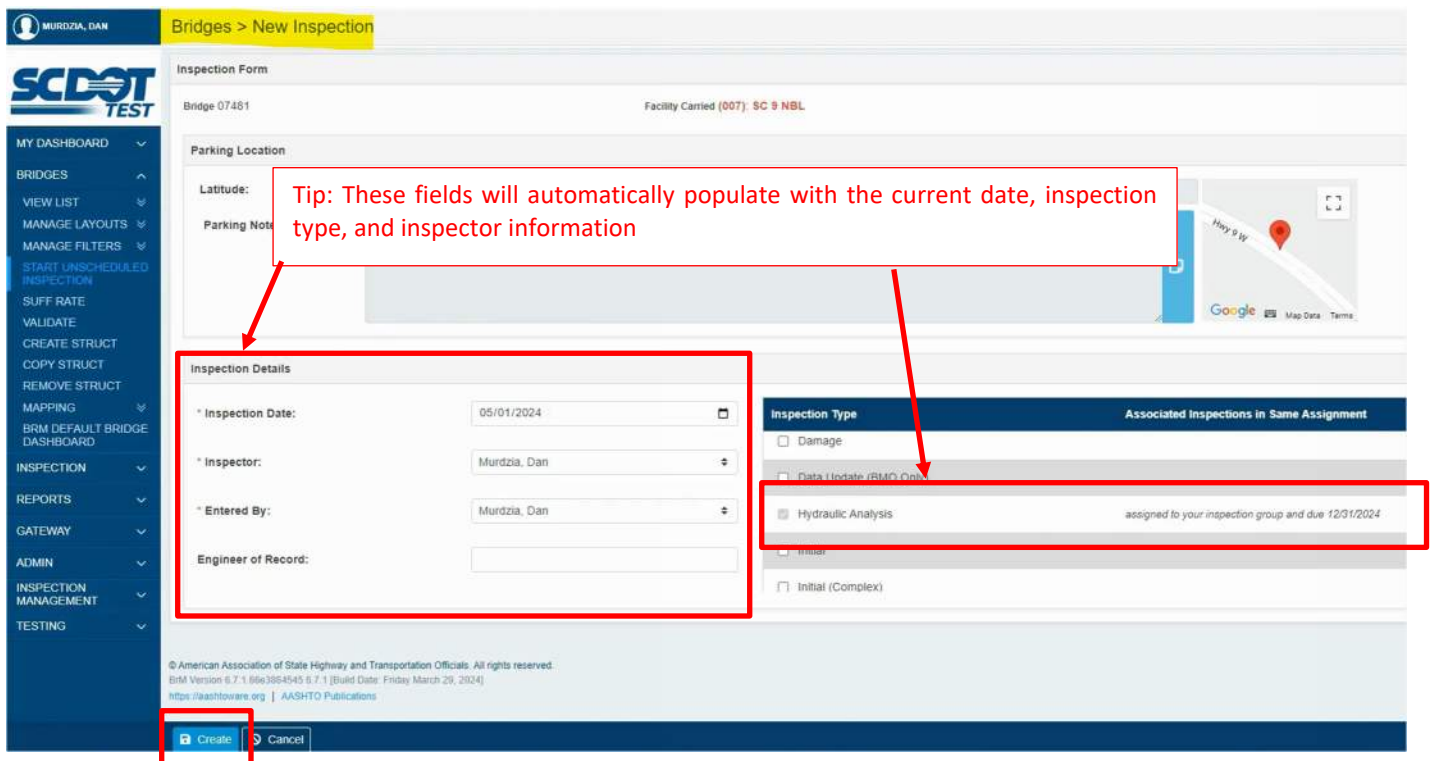 MURDZIA, DAN
Bridges > New Inspection
SCDOT
TEST
MY DASHBOARD
BRIDGES
VIEW LIST
MANAGE LAYOUTS
MANAGE FILTERS
START UNSCHEDULED
INSPECTION
SUFF RATE
VALIDATE
CREATE STRUCT
COPY STRUCT
REMOVE STRUCT
MAPPING
BRM DEFAULT BRIDGE
DASHBOARD
INSPECTION
REPORTS
GATEWAY
ADMIN
INSPECTION
MANAGEMENT
TESTING
Inspection Form
Bridge 07481
Facility Carried (007): SC 9 NBL
Parking Location
Latitude:
Parking Note
Tip: These fields will automatically populate with the current date, inspection
type, and inspector information
Hwy 9 W
Google Map Data Terms
Inspection Details
* Inspection Date: 05/01/2024
* Inspector: Murdzia, Dan
* Entered By: Murdzia, Dan
Engineer of Record:
Inspection Type Associated Inspections in Same Assignment
Damage
Data Update (BMO Only)
Hydraulic Analysis assigned to your inspection group and due 12/31/2024
Initial
Initial (Complex)
© American Association of State Highway and Transportation Officials. All rights reserved.
BrM Version 6.7.1.66e3864545 6.7.1 [Build Date: Friday March 29, 2024]
https://aashtoware.org | AASHTO Publications
Create Cancel